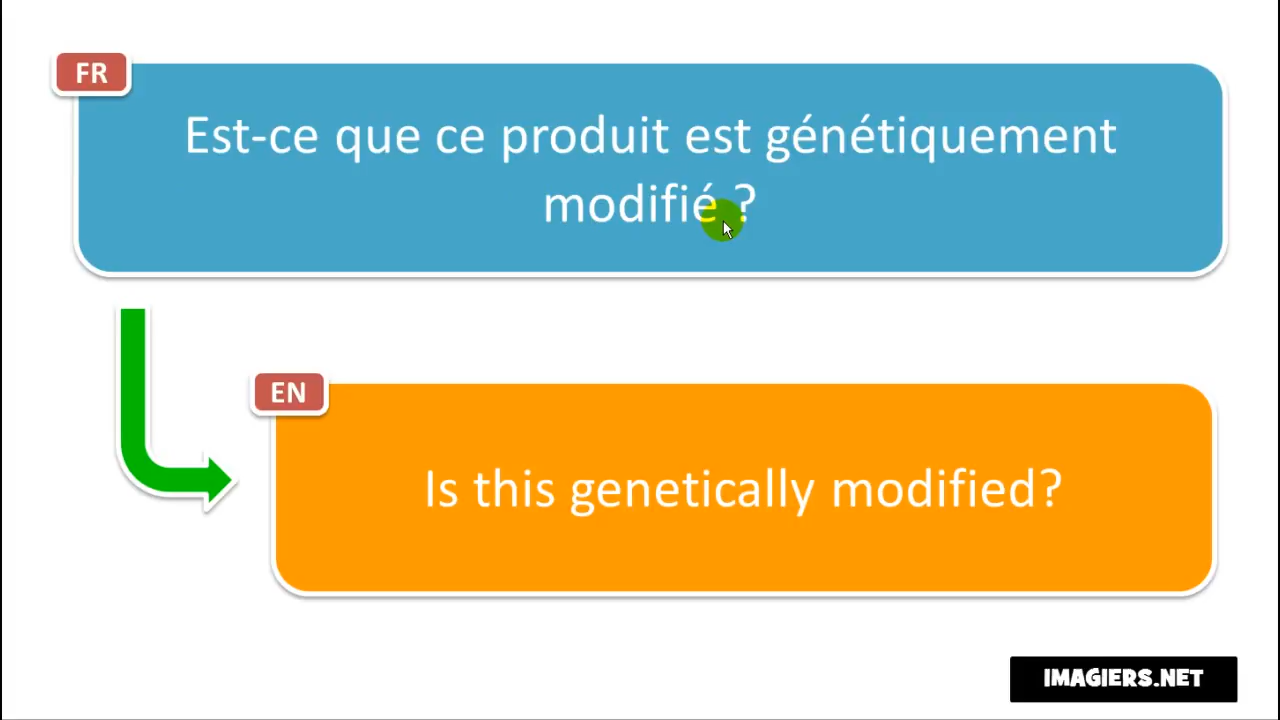 FR
Est-ce que ce produit est génétiquement
modifié ?
EN
Is this genetically modified?
IMAGIERS.NET